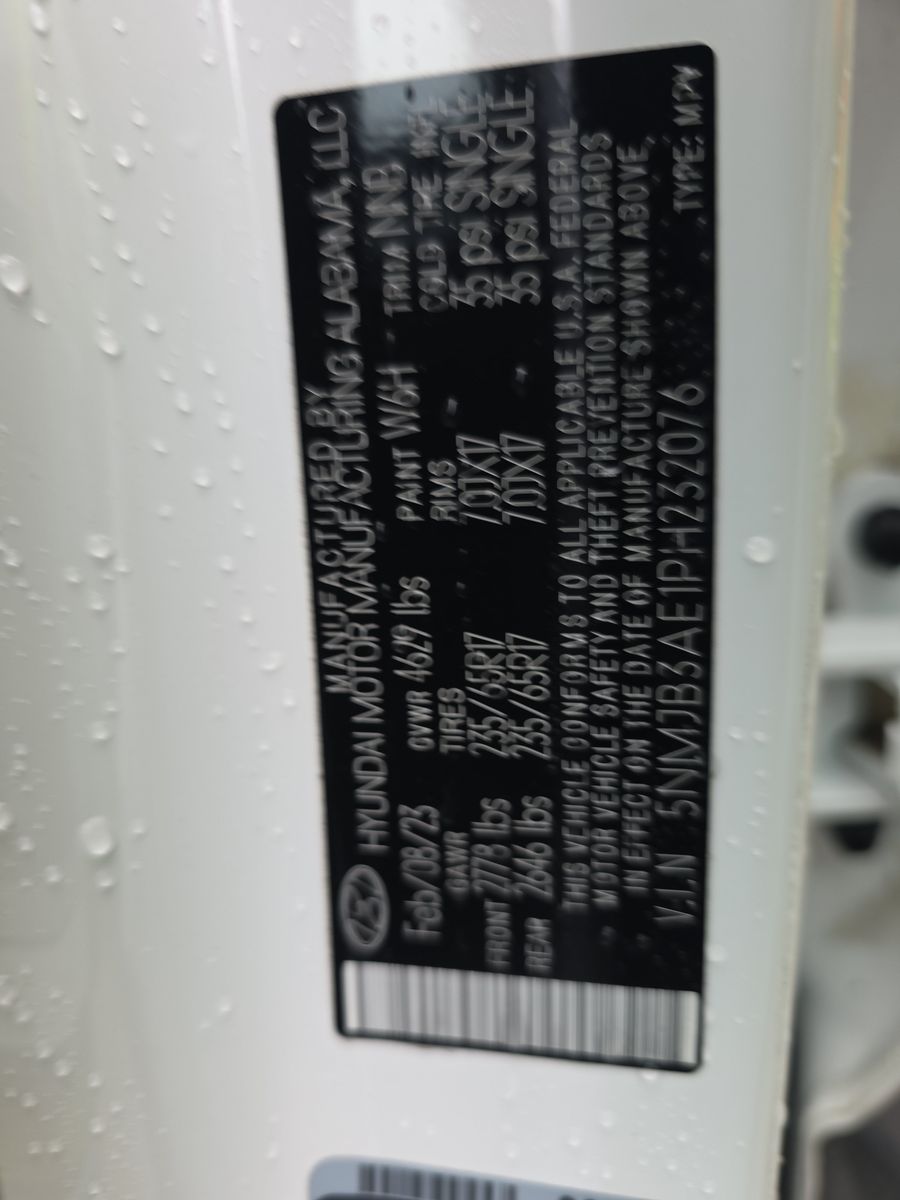 MANUFACTURED BY
HYUNDAI MOTOR MANUFACTURING ALABAMA, LLC
Feb/08/23 GVWR 4629 lbs PAINT W6H TRIM NNB
GAWR TIRES RIMS COLD TIRE INFL
FRONT 2778 lbs 235/65R17 7.0JX17 35 psi SINGLE
REAR 2646 lbs 235/65R17 7.0JX17 35 psi SINGLE
THIS VEHICLE CONFORMS TO ALL APPLICABLE U.S.A. FEDERAL
MOTOR VEHICLE SAFETY AND THEFT PREVENTION STANDARDS
IN EFFECT ON THE DATE OF MANUFACTURE SHOWN ABOVE.
V.I.N 5NMJB3AE1PH232076 TYPE: MPV